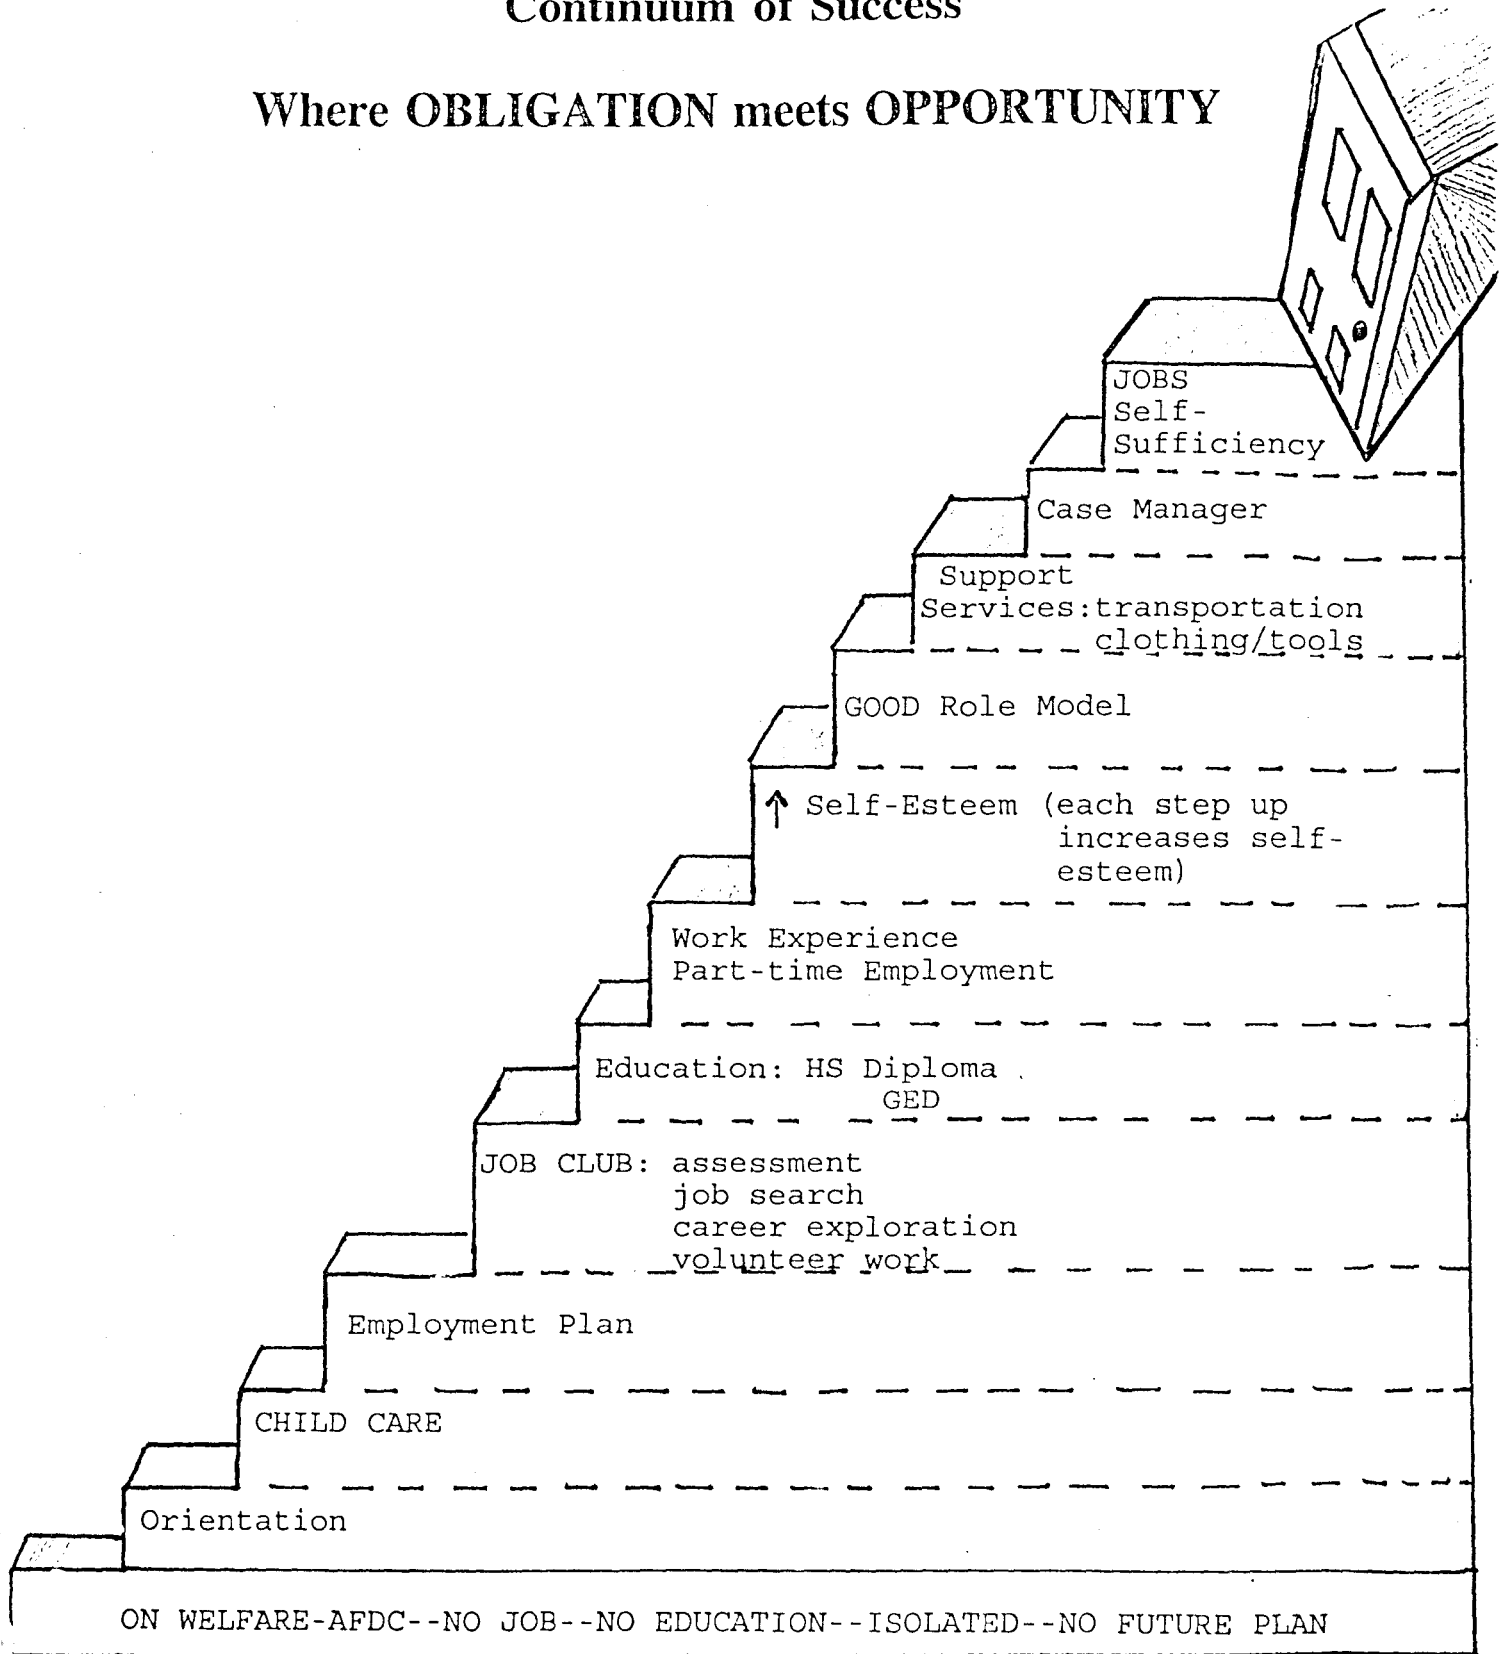 Continuum of Success
Where OBLIGATION meets OPPORTUNITY
JOBS
Self-
Sufficiency
Case Manager
Support
Services:transportation
clothing/tools
GOOD Role Model
↑ Self-Esteem (each step up
increases self-
esteem)
Work Experience
Part-time Employment
Education: HS Diploma
GED
JOB CLUB: assessment
job search
career exploration
volunteer work
Employment Plan
CHILD CARE
Orientation
ON WELFARE-AFDC--NO JOB--NO EDUCATION--ISOLATED--NO FUTURE PLAN